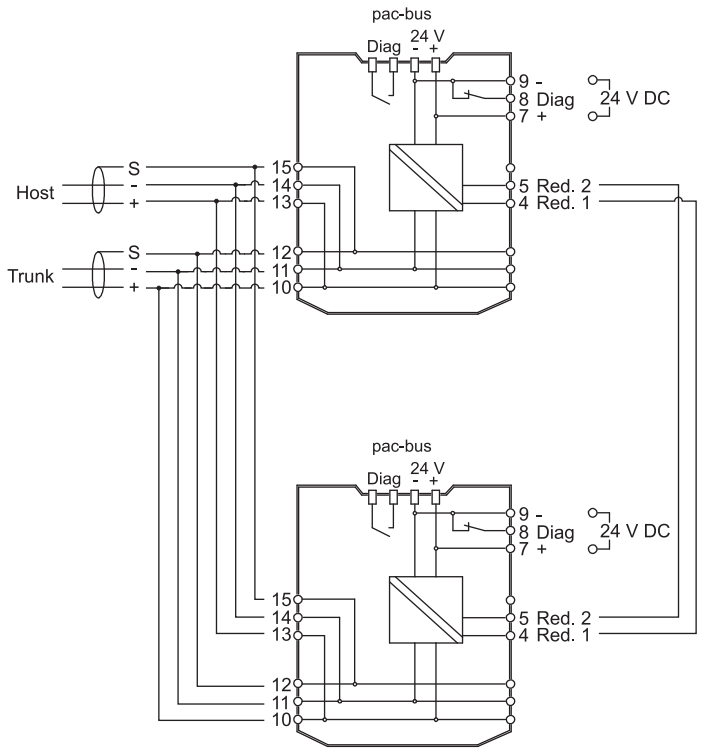 pac-bus
24 V
Diag - +
9 -
8 Diag
24 V DC
7 +
S
15
Host
-
14
5 Red. 2
+
13
4 Red. 1
S
12
Trunk
-
11
+
10
pac-bus
24 V
Diag - +
9 -
8 Diag
24 V DC
7 +
15
14
5 Red. 2
13
4 Red. 1
12
11
10